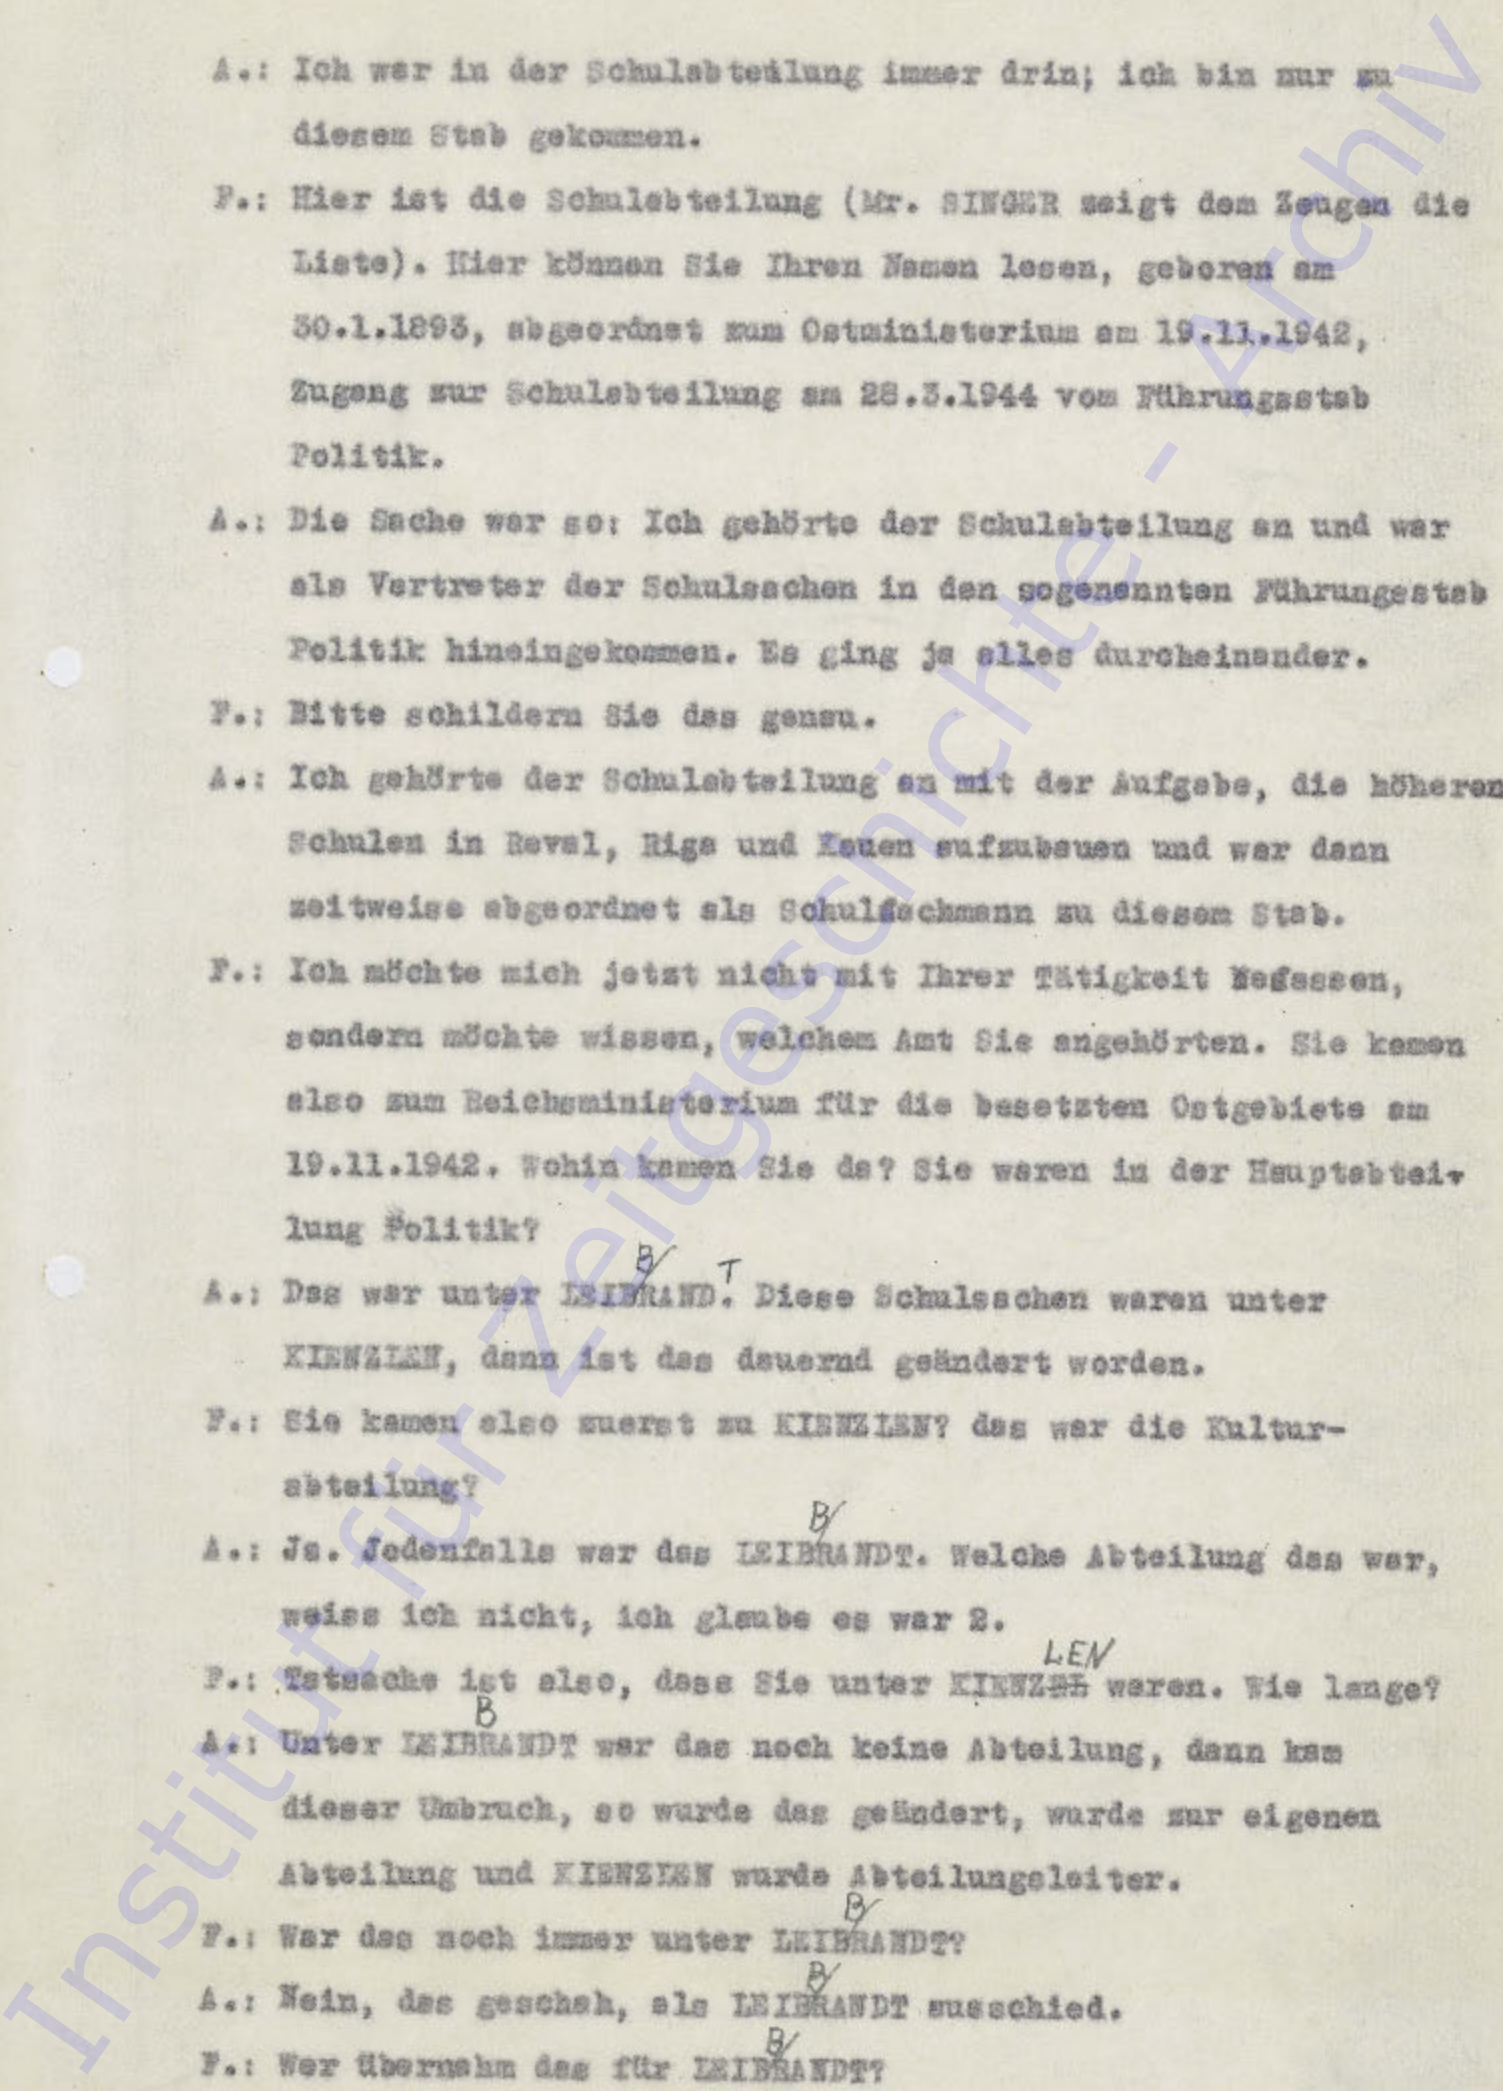 A.: Ich war in der Schulabteilung immer drin; ich bin nur zu
diesem Stab gekommen.
F.: Hier ist die Schulabteilung (Mr. SINGER zeigt dem Zeugen die
Liste). Hier können Sie Ihren Namen lesen, geboren am
30.1.1893, abgeordnet zum Ostministerium am 19.11.1942,
Zugang zur Schulabteilung am 28.3.1944 vom Führungsstab
Politik.
A.: Die Sache war so: Ich gehörte der Schulabteilung an und war
als Vertreter der Schulsachen in den sogenannten Führungsstab
Politik hineingekommen. Es ging ja alles durcheinander.
F.: Bitte schildern Sie das genau.
A.: Ich gehörte der Schulabteilung an mit der Aufgabe, die höheren
Schulen in Reval, Riga und Kauen aufzubauen und war dann
zeitweise abgeordnet als Schulfachmann zu diesem Stab.
F.: Ich möchte mich jetzt nicht mit Ihrer Tätigkeit befassen,
sondern möchte wissen, welchem Amt Sie angehörten. Sie kamen
also zum Reichsministerium für die besetzten Ostgebiete am
19.11.1942. Wohin kamen Sie da? Sie waren in der Hauptabtei-
lung Politik?
B T
A.: Das war unter LEIBRAND. Diese Schulsachen waren unter
KIENZLEN, dann ist das dauernd geändert worden.
F.: Sie kamen also zuerst zu KIENZLEN? das war die Kultur-
abteilung?
B
A.: Ja. Jedenfalls war das LEIBRANDT. Welche Abteilung das war,
weiss ich nicht, ich glaube es war 2.
LEN
F.: Tatsache ist also, dass Sie unter KIENZEL waren. Wie lange?
B
A.: Unter LEIBRANDT war das noch keine Abteilung, dann kam
dieser Umbruch, so wurde das geändert, wurde zur eigenen
Abteilung und KIENZLEN wurde Abteilungsleiter.
B
F.: War das noch immer unter LEIBRANDT?
B
A.: Nein, das geschah, als LEIBRANDT ausschied.
B
F.: Wer übernahm das für LEIBRANDT?
Institut für Zeitgeschichte - Archiv